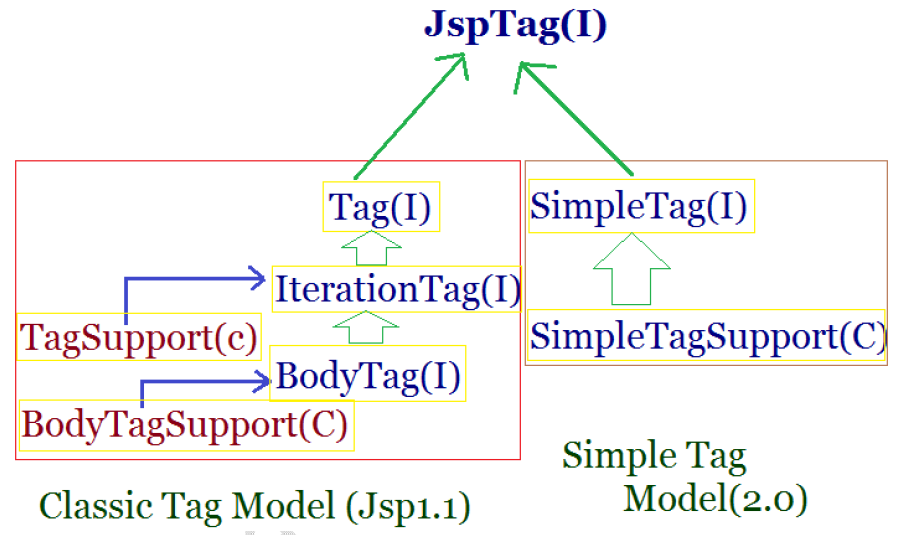 JspTag(I)
Tag(I)
SimpleTag(I)
IterationTag(I)
TagSupport(c)
SimpleTagSupport(C)
BodyTag(I)
BodyTagSupport(C)
Simple Tag
Model(2.0)
Classic Tag Model (Jsp1.1)